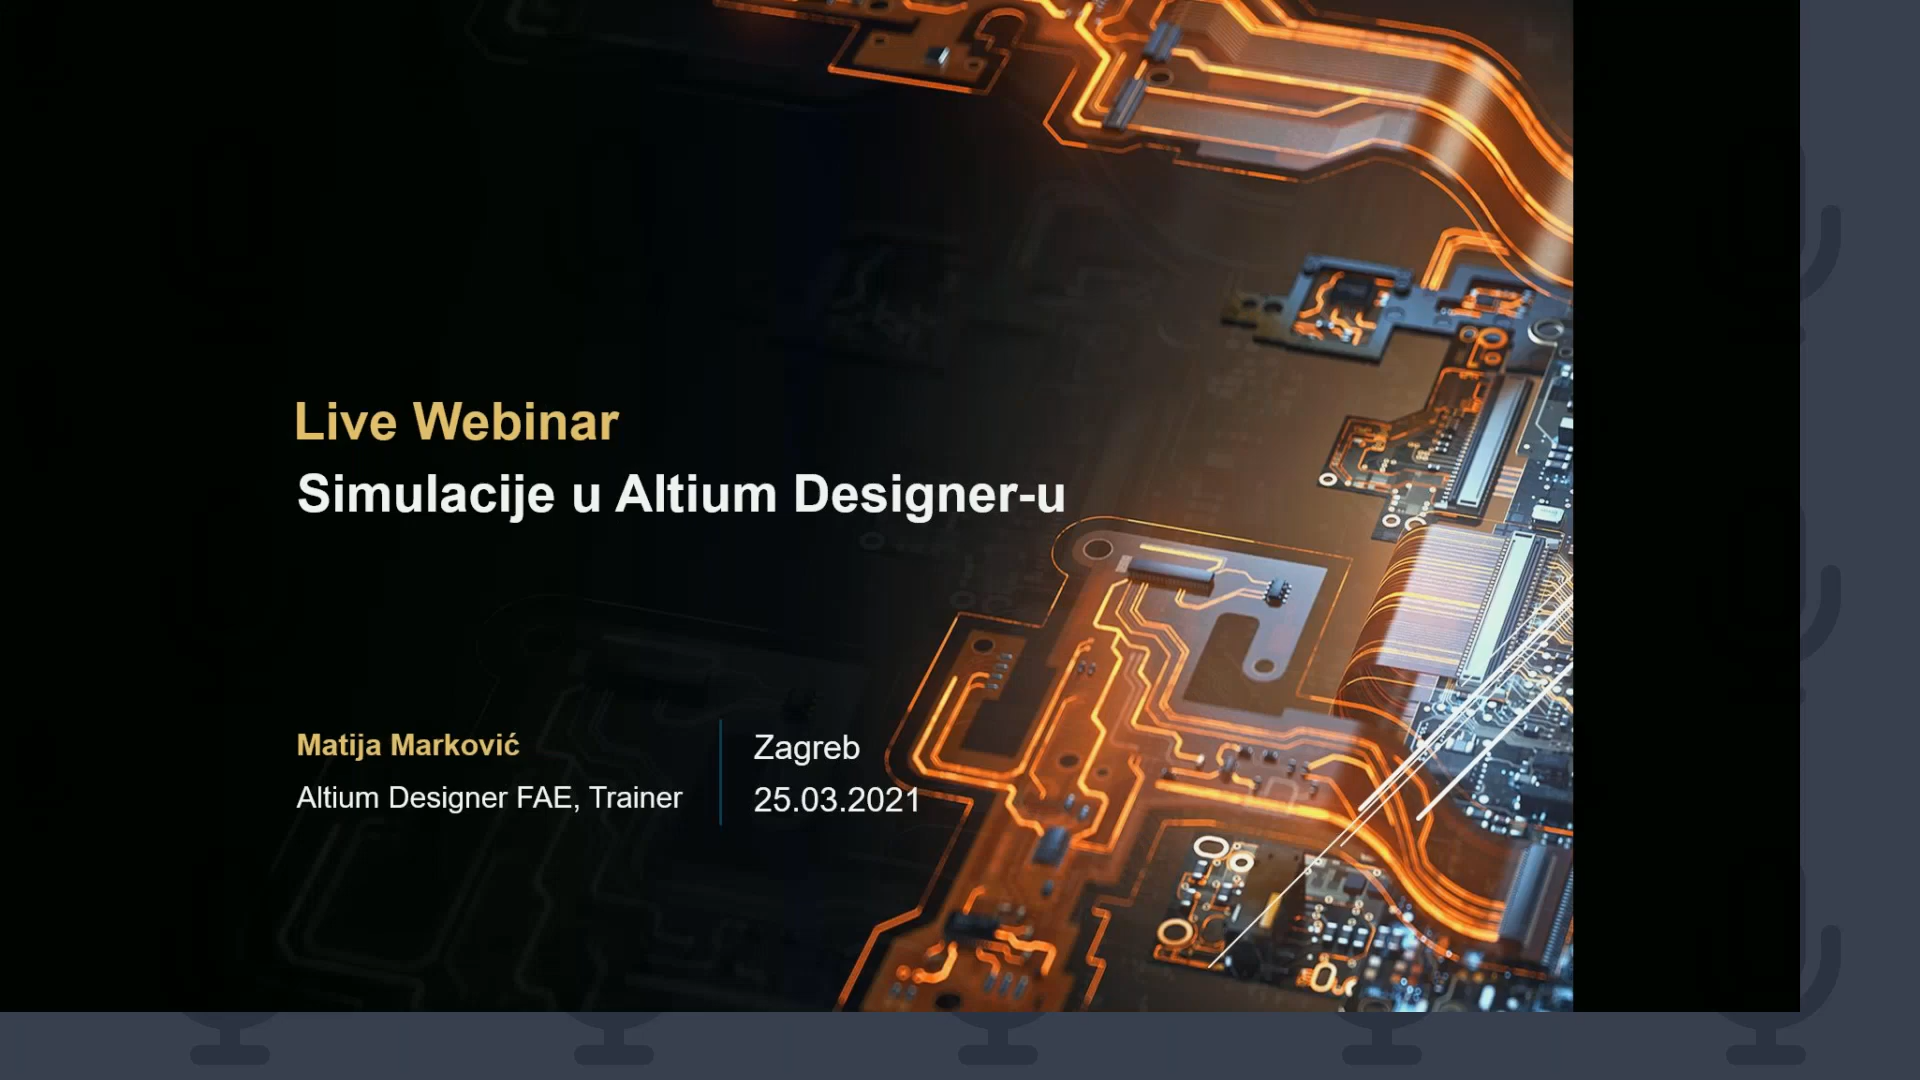 Live Webinar
Simulacije u Altium Designer-u
Matija Marković
Altium Designer FAE, Trainer
Zagreb
25.03.2021